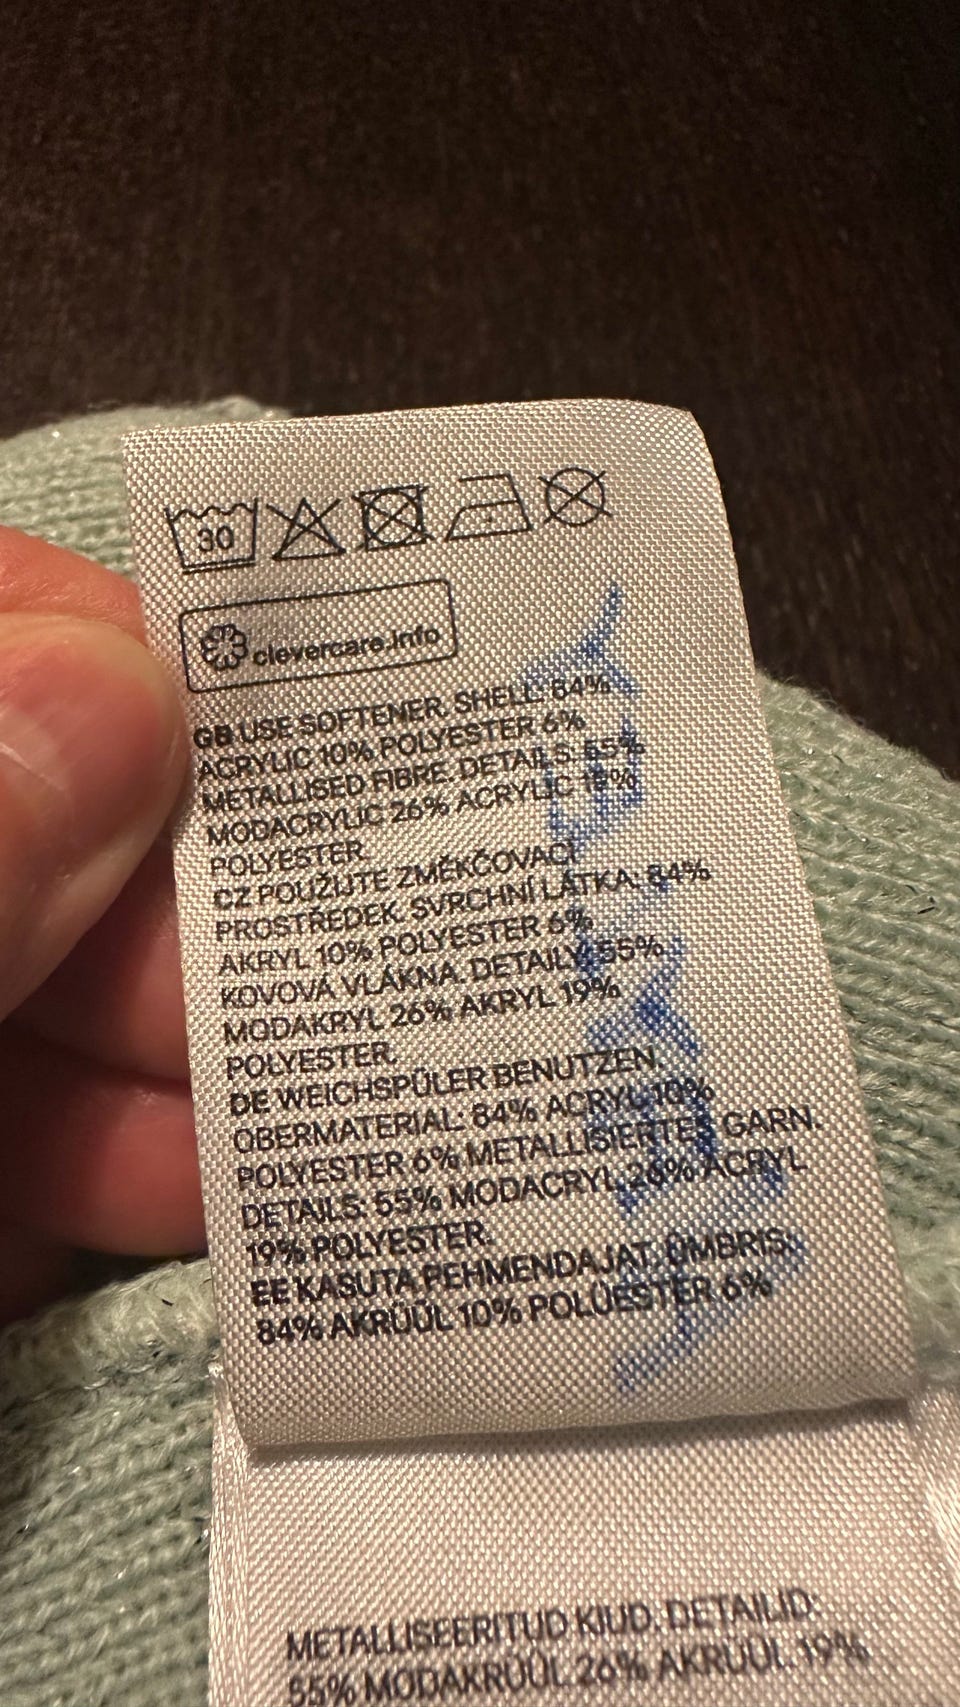 30
clevercare.info
GB USE SOFTENER. SHELL: 84%
ACRYLIC 10% POLYESTER 6%
METALLISED FIBRE. DETAILS: 55%
MODACRYLIC 26% ACRYLIC 19%
POLYESTER.
CZ POUŽIJTE ZMĚKČOVACÍ
PROSTŘEDEK. SVRCHNÍ LÁTKA: 84%
AKRYL 10% POLYESTER 6%
KOVOVÁ VLÁKNA. DETAILY: 55%
MODAKRYL 26% AKRYL 19%
POLYESTER.
DE WEICHSPÜLER BENUTZEN.
OBERMATERIAL: 84% ACRYL 10%
POLYESTER 6% METALLISIERTES GARN.
DETAILS: 55% MODACRYL 26% ACRYL
19% POLYESTER.
EE KASUTA PEHMENDAJAT. ÜMBRIS:
84% AKRÜÜL 10% POLÜESTER 6%
METALLISEERITUD KIUD. DETAILID:
55% MODAKRÜÜL 26% AKRÜÜL 19%